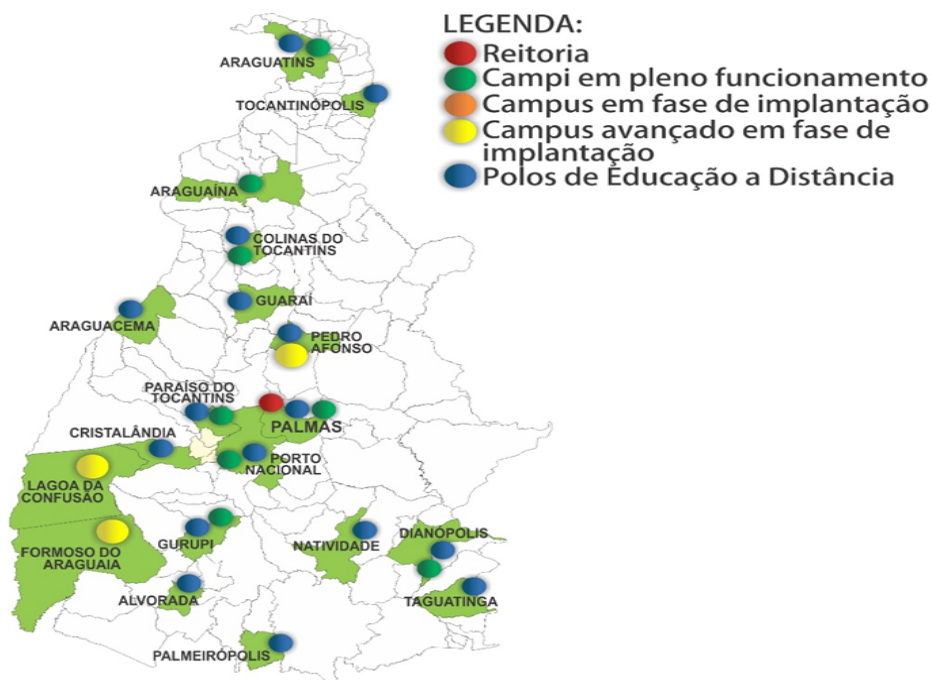 LEGENDA:
Reitoria
Campi em pleno funcionamento
Campus em fase de implantação
Campus avançado em fase de
implantação
Polos de Educação a Distância
ARAGUATINS
TOCANTINÓPOLIS
ARAGUAÍNA
COLINAS DO
TOCANTINS
GUARAÍ
ARAGUACEMA
PEDRO
AFONSO
PARAÍSO DO
TOCANTINS
PALMAS
CRISTALÂNDIA
PORTO
NACIONAL
LAGOA DA
CONFUSÃO
FORMOSO DO
ARAGUAIA
GURUPI
NATIVIDADE
DIANÓPOLIS
ALVORADA
TAGUATINGA
PALMEIRÓPOLIS